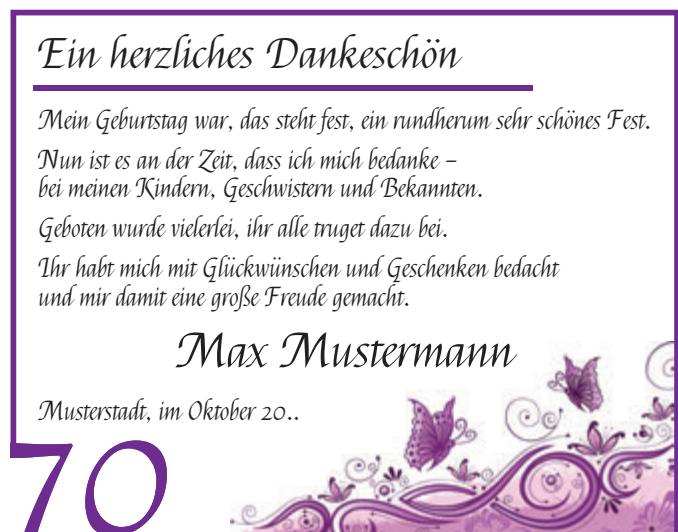 Ein herzliches Dankeschön
Mein Geburtstag war, das steht fest, ein rundherum sehr schönes Fest.
Nun ist es an der Zeit, dass ich mich bedanke –
bei meinen Kindern, Geschwistern und Bekannten.
Geboten wurde vielerlei, ihr alle truget dazu bei.
Ihr habt mich mit Glückwünschen und Geschenken bedacht
und mir damit eine große Freude gemacht.
Max Mustermann
Musterstadt, im Oktober 20..
70